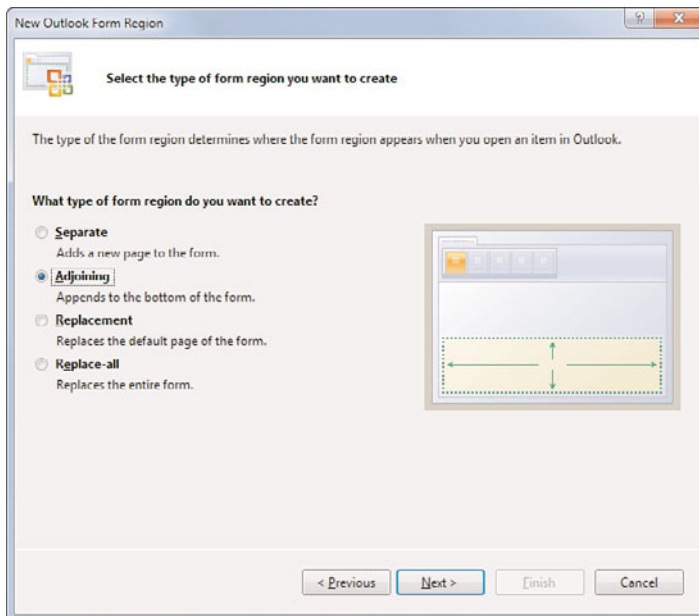 New Outlook Form Region
Select the type of form region you want to create
The type of the form region determines where the form region appears when you open an item in Outlook.
What type of form region do you want to create?
Separate
Adds a new page to the form.
Adjoining
Appends to the bottom of the form.
Replacement
Replaces the default page of the form.
Replace-all
Replaces the entire form.
< Previous
Next >
Finish
Cancel